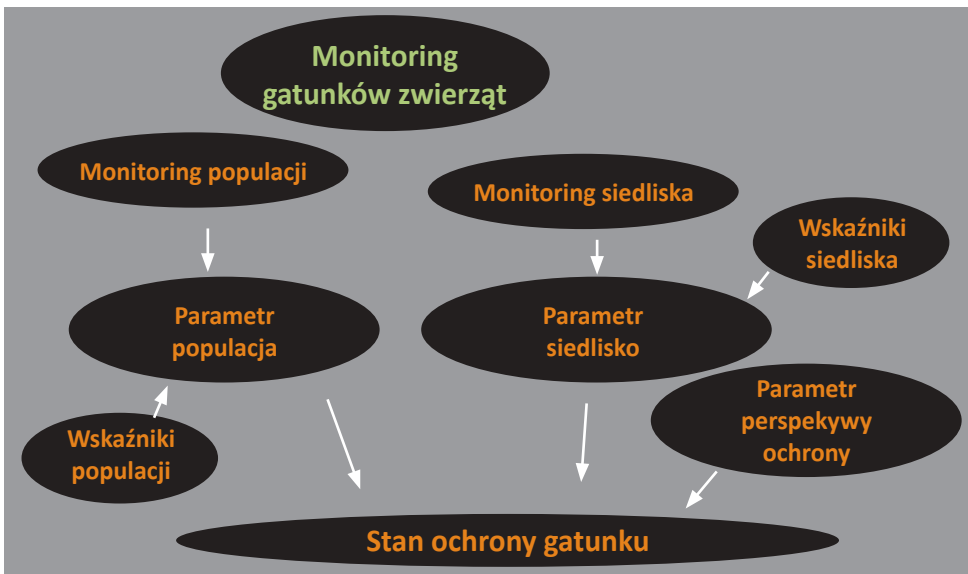 Monitoring
gatunków zwierząt
Monitoring populacji
Monitoring siedliska
Wskaźniki
siedliska
Parametr
populacja
Parametr
siedlisko
Parametr
perspekywy
ochrony
Wskaźniki
populacji
Stan ochrony gatunku